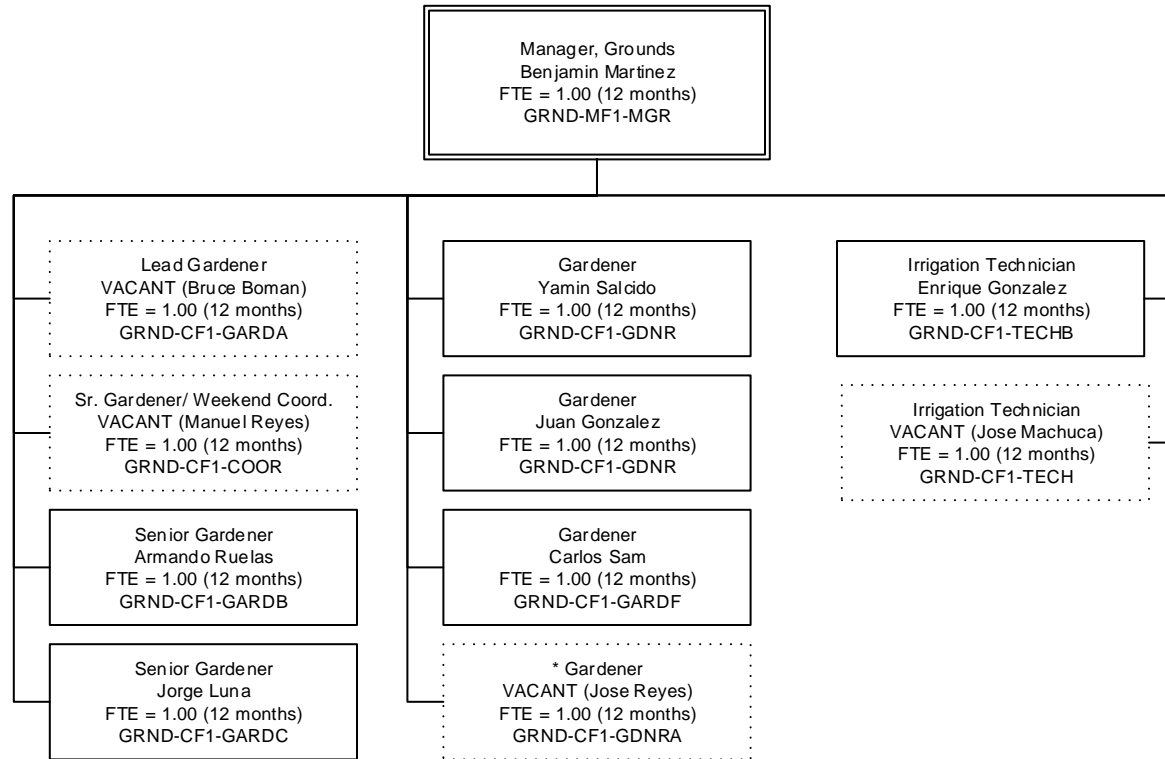 Manager, Grounds
Benjamin Martinez
FTE = 1.00 (12 months)
GRND-MF1-MGR
Lead Gardener
VACANT (Bruce Boman)
FTE = 1.00 (12 months)
GRND-CF1-GARDA
Sr. Gardener/ Weekend Coord.
VACANT (Manuel Reyes)
FTE = 1.00 (12 months)
GRND-CF1-COOR
Senior Gardener
Armando Ruelas
FTE = 1.00 (12 months)
GRND-CF1-GARDB
Senior Gardener
Jorge Luna
FTE = 1.00 (12 months)
GRND-CF1-GARDC
Gardener
Yamin Salcido
FTE = 1.00 (12 months)
GRND-CF1-GDNR
Gardener
Juan Gonzalez
FTE = 1.00 (12 months)
GRND-CF1-GDNR
Gardener
Carlos Sam
FTE = 1.00 (12 months)
GRND-CF1-GARDF
* Gardener
VACANT (Jose Reyes)
FTE = 1.00 (12 months)
GRND-CF1-GDNRA
Irrigation Technician
Enrique Gonzalez
FTE = 1.00 (12 months)
GRND-CF1-TECHB
Irrigation Technician
VACANT (Jose Machuca)
FTE = 1.00 (12 months)
GRND-CF1-TECH